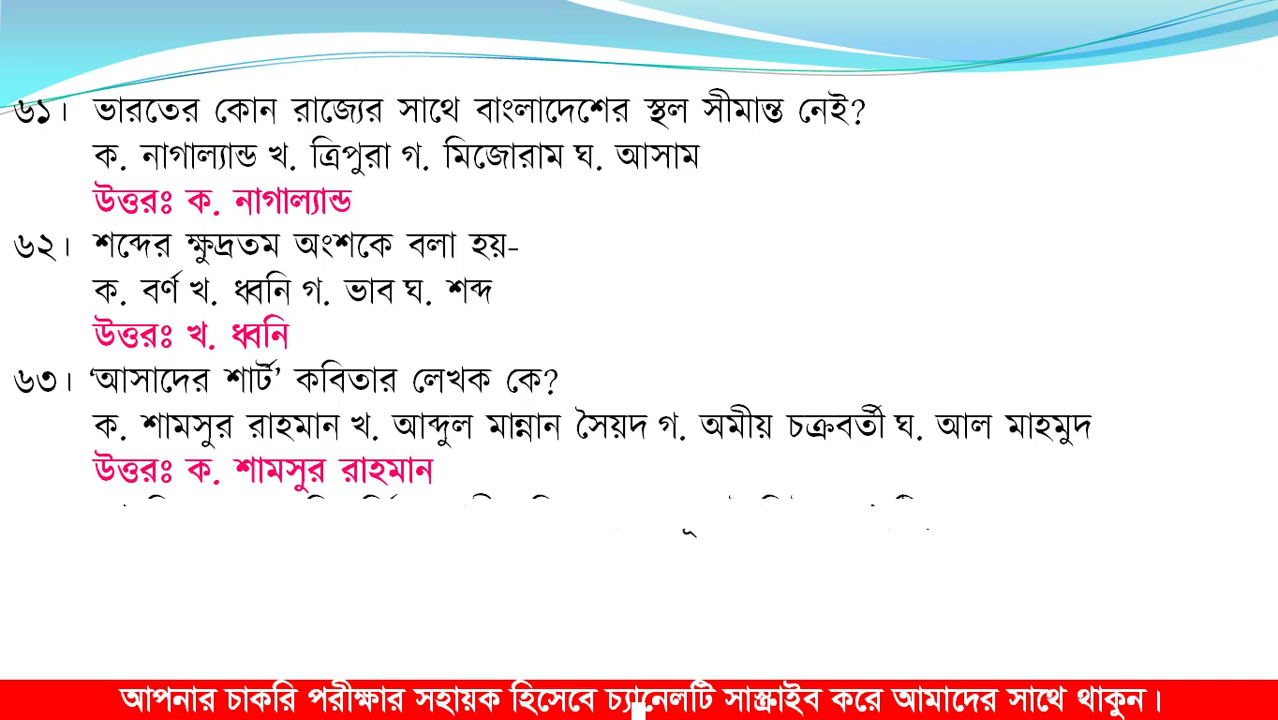 ৬১। ভারতের কোন রাজ্যের সাথে বাংলাদেশের স্থল সীমান্ত নেই?
ক. নাগাল্যান্ড খ. ত্রিপুরা গ. মিজোরাম ঘ. আসাম
উত্তরঃ ক. নাগাল্যান্ড
৬২। শব্দের ক্ষুদ্রতম অংশকে বলা হয়-
ক. বর্ণ খ. ধ্বনি গ. ভাব ঘ. শব্দ
উত্তরঃ খ. ধ্বনি
৬৩। ‘আসাদের শার্ট’ কবিতার লেখক কে?
ক. শামসুর রাহমান খ. আব্দুল মান্নান সৈয়দ গ. অমীয় চক্রবর্তী ঘ. আল মাহমুদ
উত্তরঃ ক. শামসুর রাহমান
আপনার চাকরি পরীক্ষার সহায়ক হিসেবে চ্যানেলটি সাস্ক্রাইব করে আমাদের সাথে থাকুন।